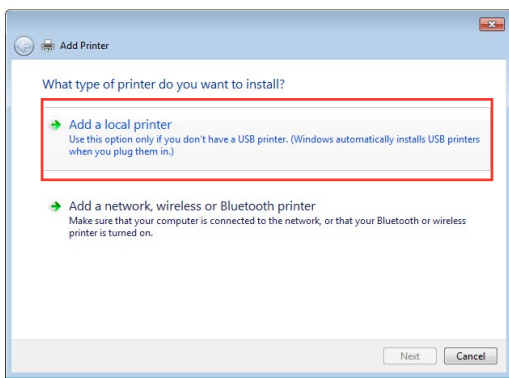 Add Printer
What type of printer do you want to install?
Add a local printer
Use this option only if you don't have a USB printer. (Windows automatically installs USB printers
when you plug them in.)
Add a network, wireless or Bluetooth printer
Make sure that your computer is connected to the network, or that your Bluetooth or wireless
printer is turned on.
Next Cancel